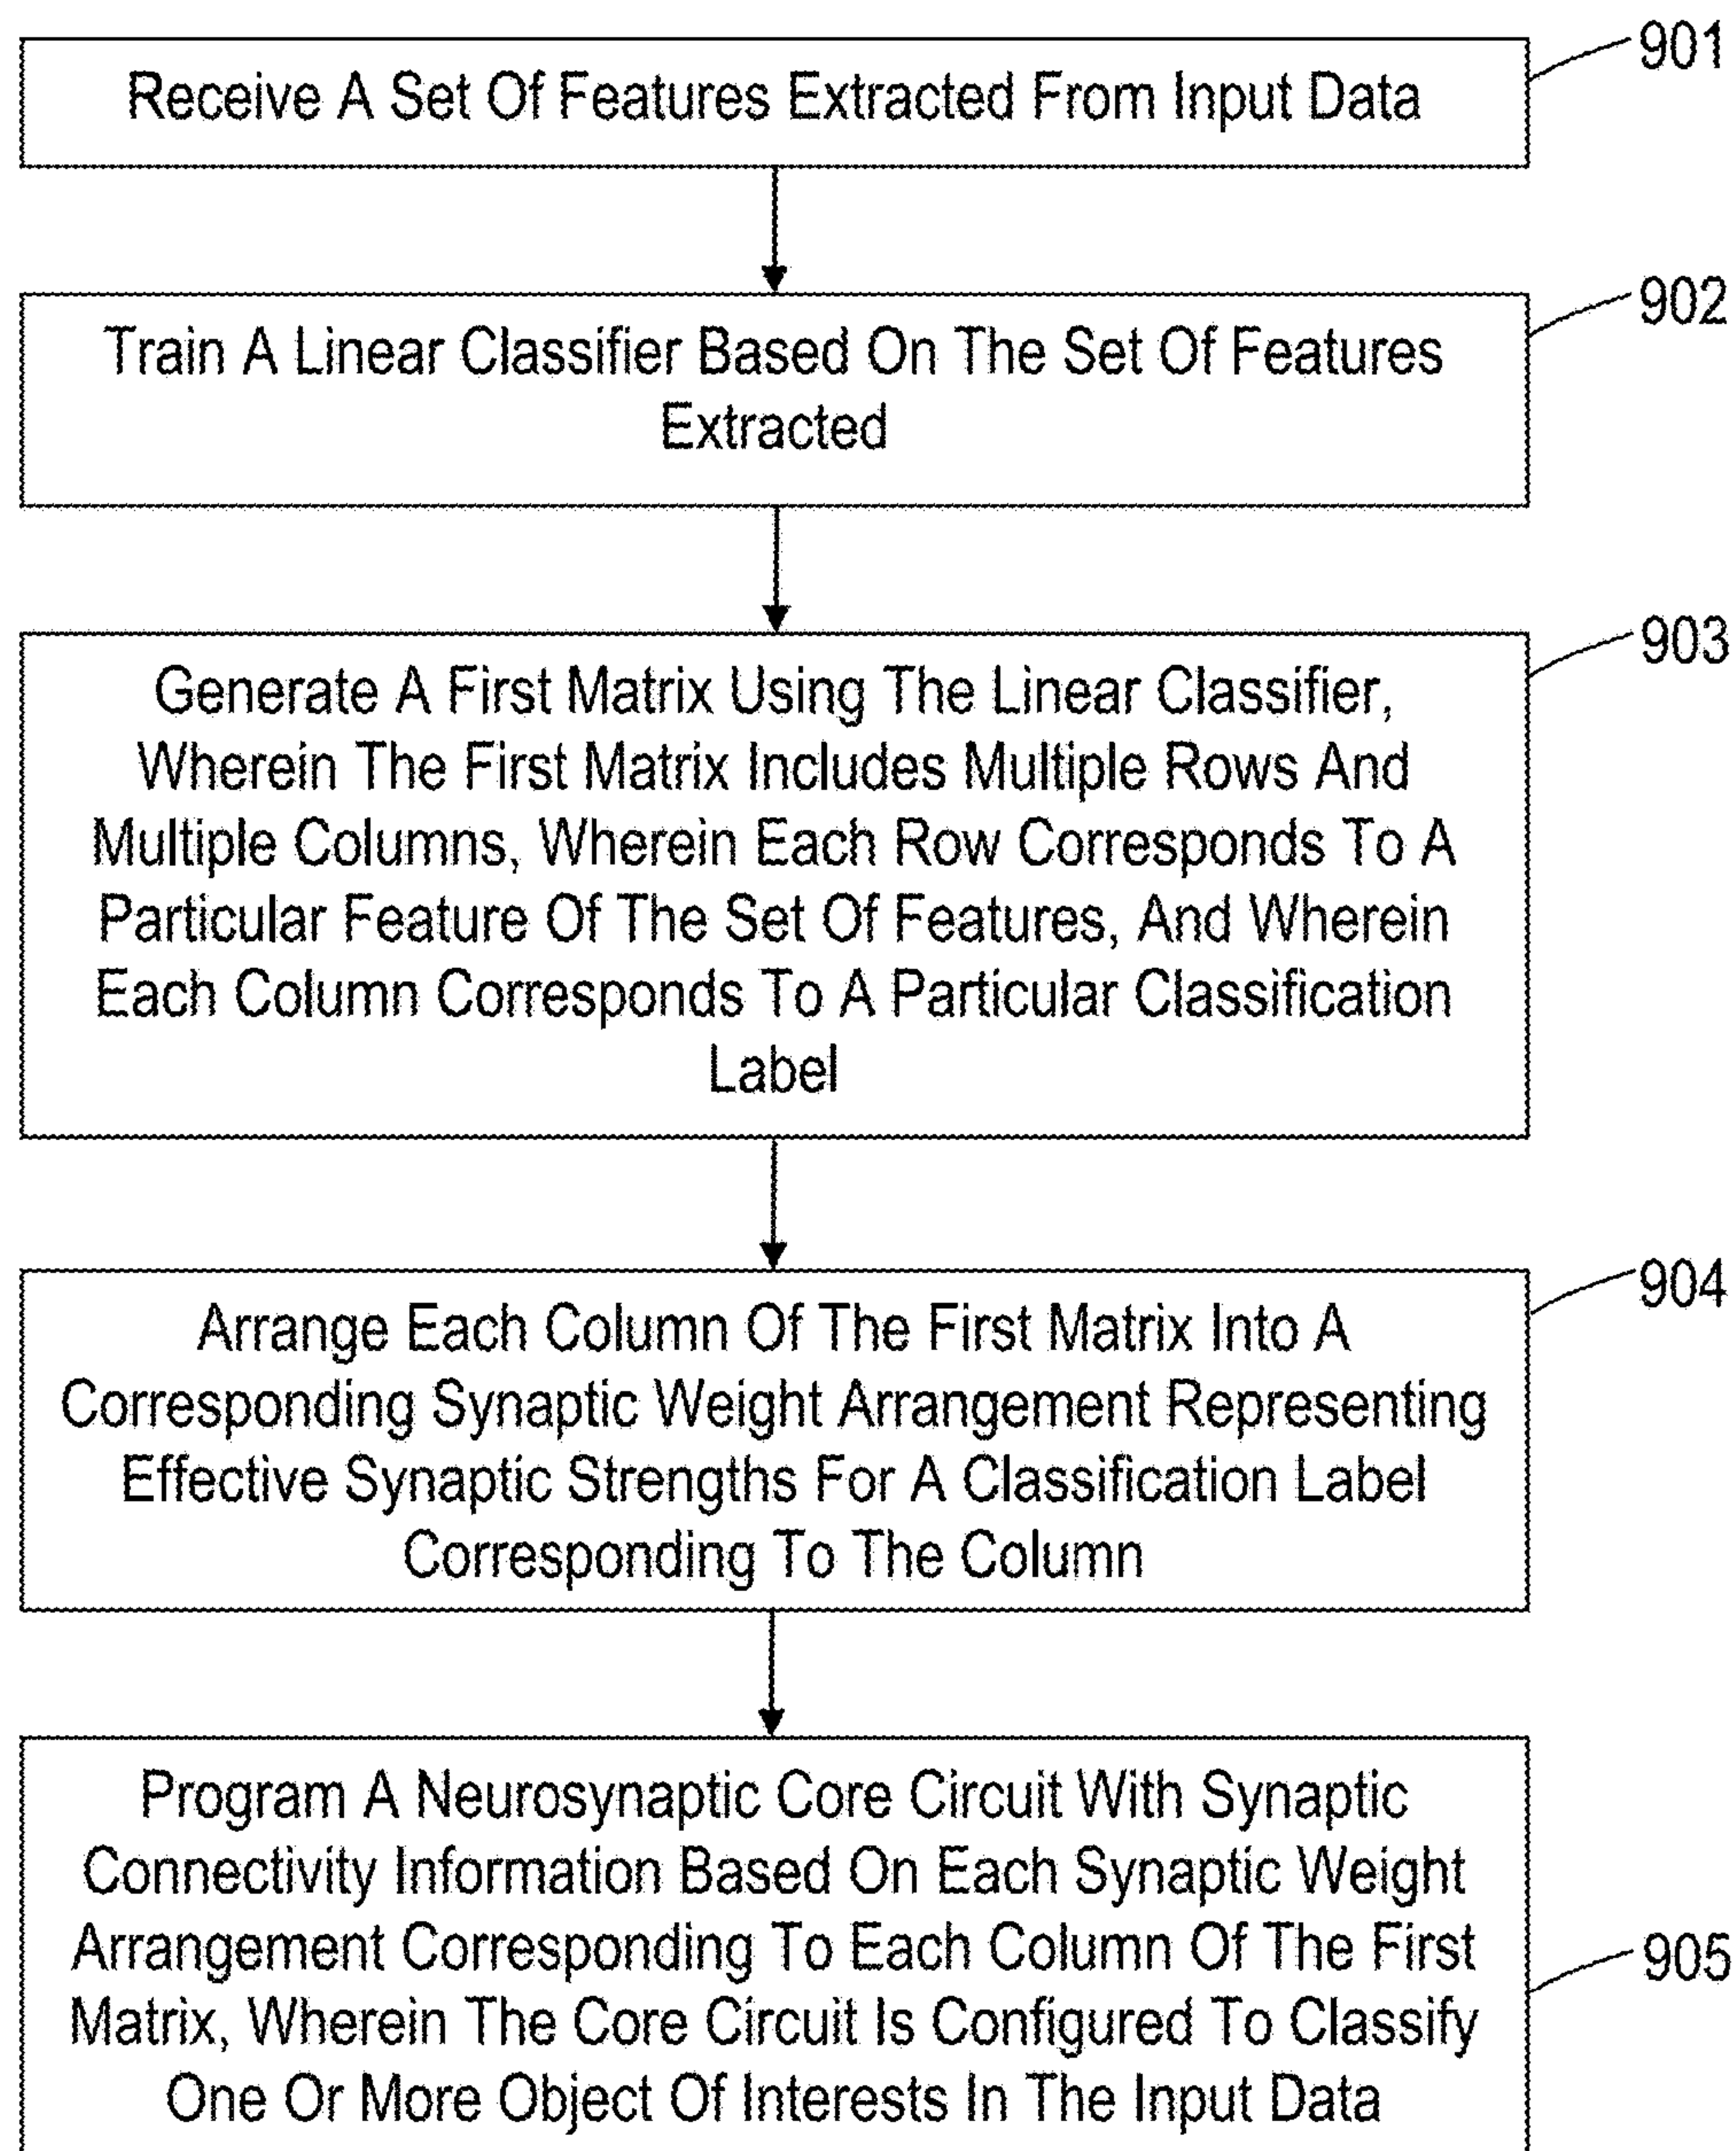 901
Receive A Set Of Features Extracted From Input Data
902
Train A Linear Classifier Based On The Set Of Features
Extracted
903
Generate A First Matrix Using The Linear Classifier,
Wherein The First Matrix Includes Multiple Rows And
Multiple Columns, Wherein Each Row Corresponds To A
Particular Feature Of The Set Of Features, And Wherein
Each Column Corresponds To A Particular Classification
Label
904
Arrange Each Column Of The First Matrix Into A
Corresponding Synaptic Weight Arrangement Representing
Effective Synaptic Strengths For A Classification Label
Corresponding To The Column
Program A Neurosynaptic Core Circuit With Synaptic
Connectivity Information Based On Each Synaptic Weight
Arrangement Corresponding To Each Column Of The First
905
Matrix, Wherein The Core Circuit Is Configured To Classify
One Or More Object Of Interests In The Input Data